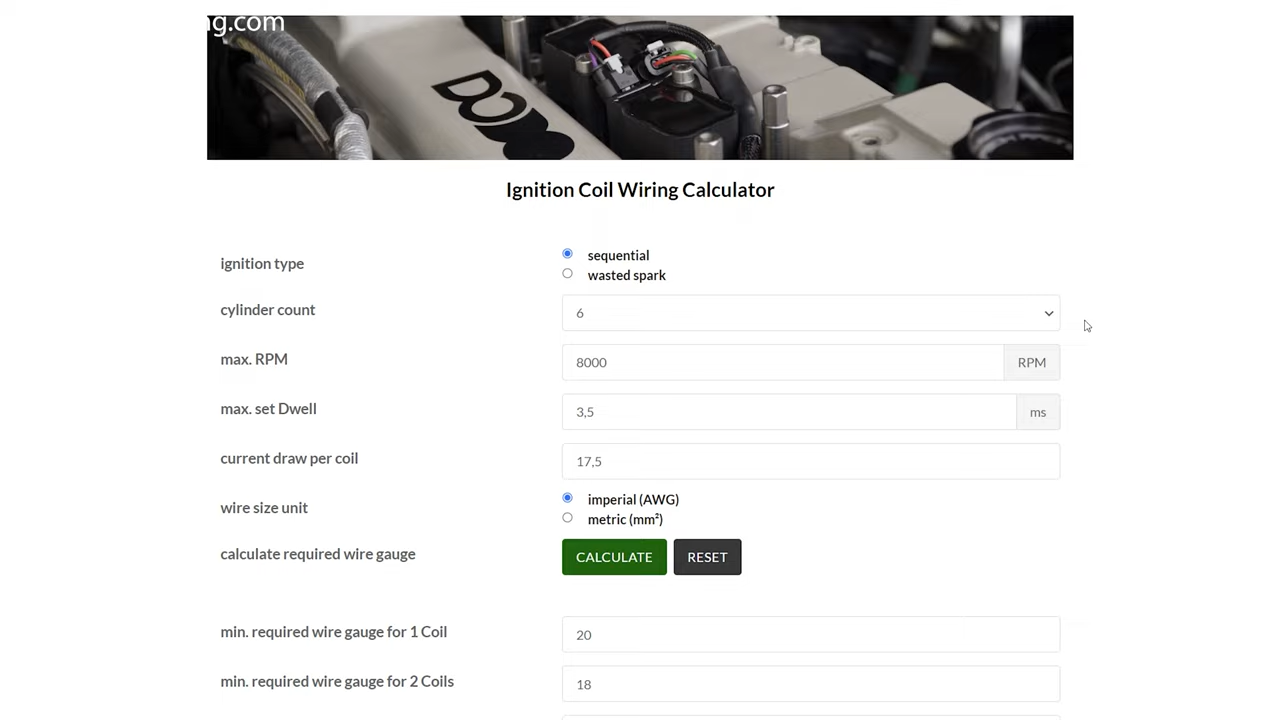 ng.com
Ignition Coil Wiring Calculator
ignition type
sequential
wasted spark
cylinder count
6
max. RPM
8000
RPM
max. set Dwell
3,5
ms
current draw per coil
17,5
wire size unit
imperial (AWG)
metric (mm²)
calculate required wire gauge
CALCULATE
RESET
min. required wire gauge for 1 Coil
20
min. required wire gauge for 2 Coils
18